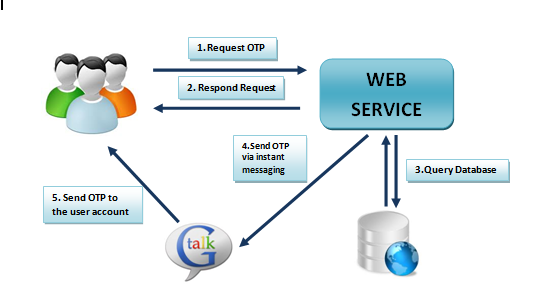 1. Request OTP
2. Respond Request
WEB
SERVICE
4.Send OTP
via instant
messaging
3.Query Database
5. Send OTP to
the user account
talk
G